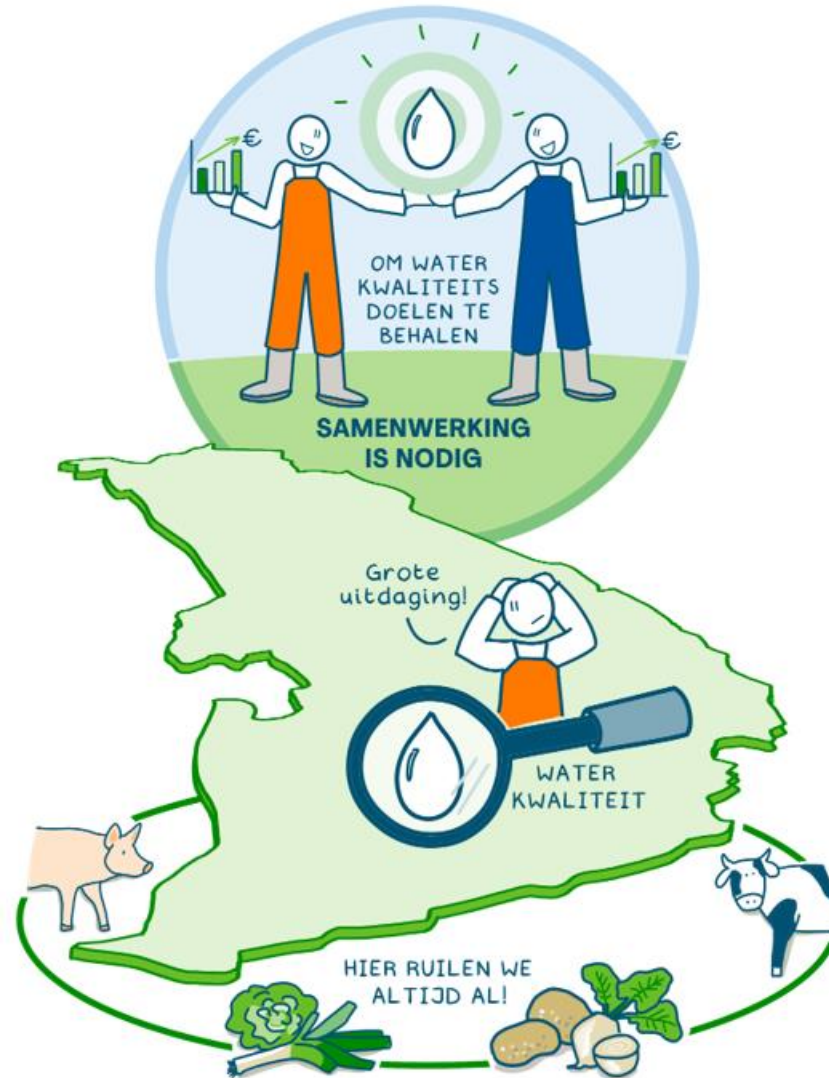 €
€
OM WATER
KWALITEITS
DOELEN TE
BEHALEN
SAMENWERKING
IS NODIG
Grote
uitdaging!
WATER
KWALITEIT
HIER RUILEN WE
ALTIJD AL!